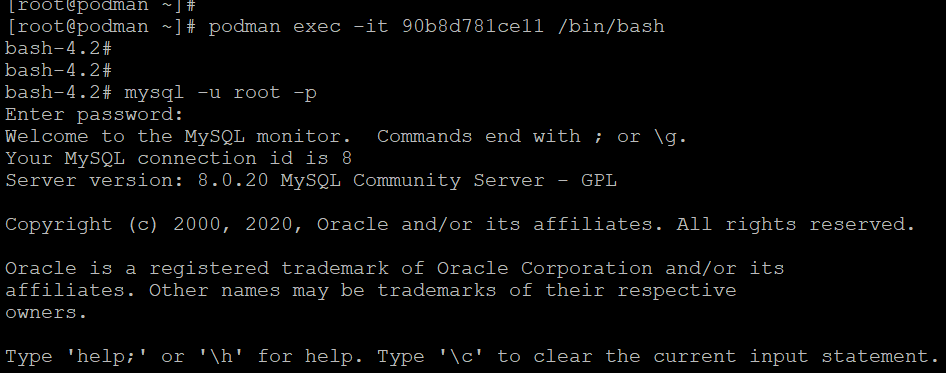 [root@podman ~]#
[root@podman ~]# podman exec -it 90b8d781ce11 /bin/bash
bash-4.2#
bash-4.2#
bash-4.2# mysql -u root -p
Enter password:
Welcome to the MySQL monitor.  Commands end with ; or \g.
Your MySQL connection id is 8
Server version: 8.0.20 MySQL Community Server - GPL
Copyright (c) 2000, 2020, Oracle and/or its affiliates. All rights reserved.
Oracle is a registered trademark of Oracle Corporation and/or its
affiliates. Other names may be trademarks of their respective
owners.
Type 'help;' or '\h' for help. Type '\c' to clear the current input statement.